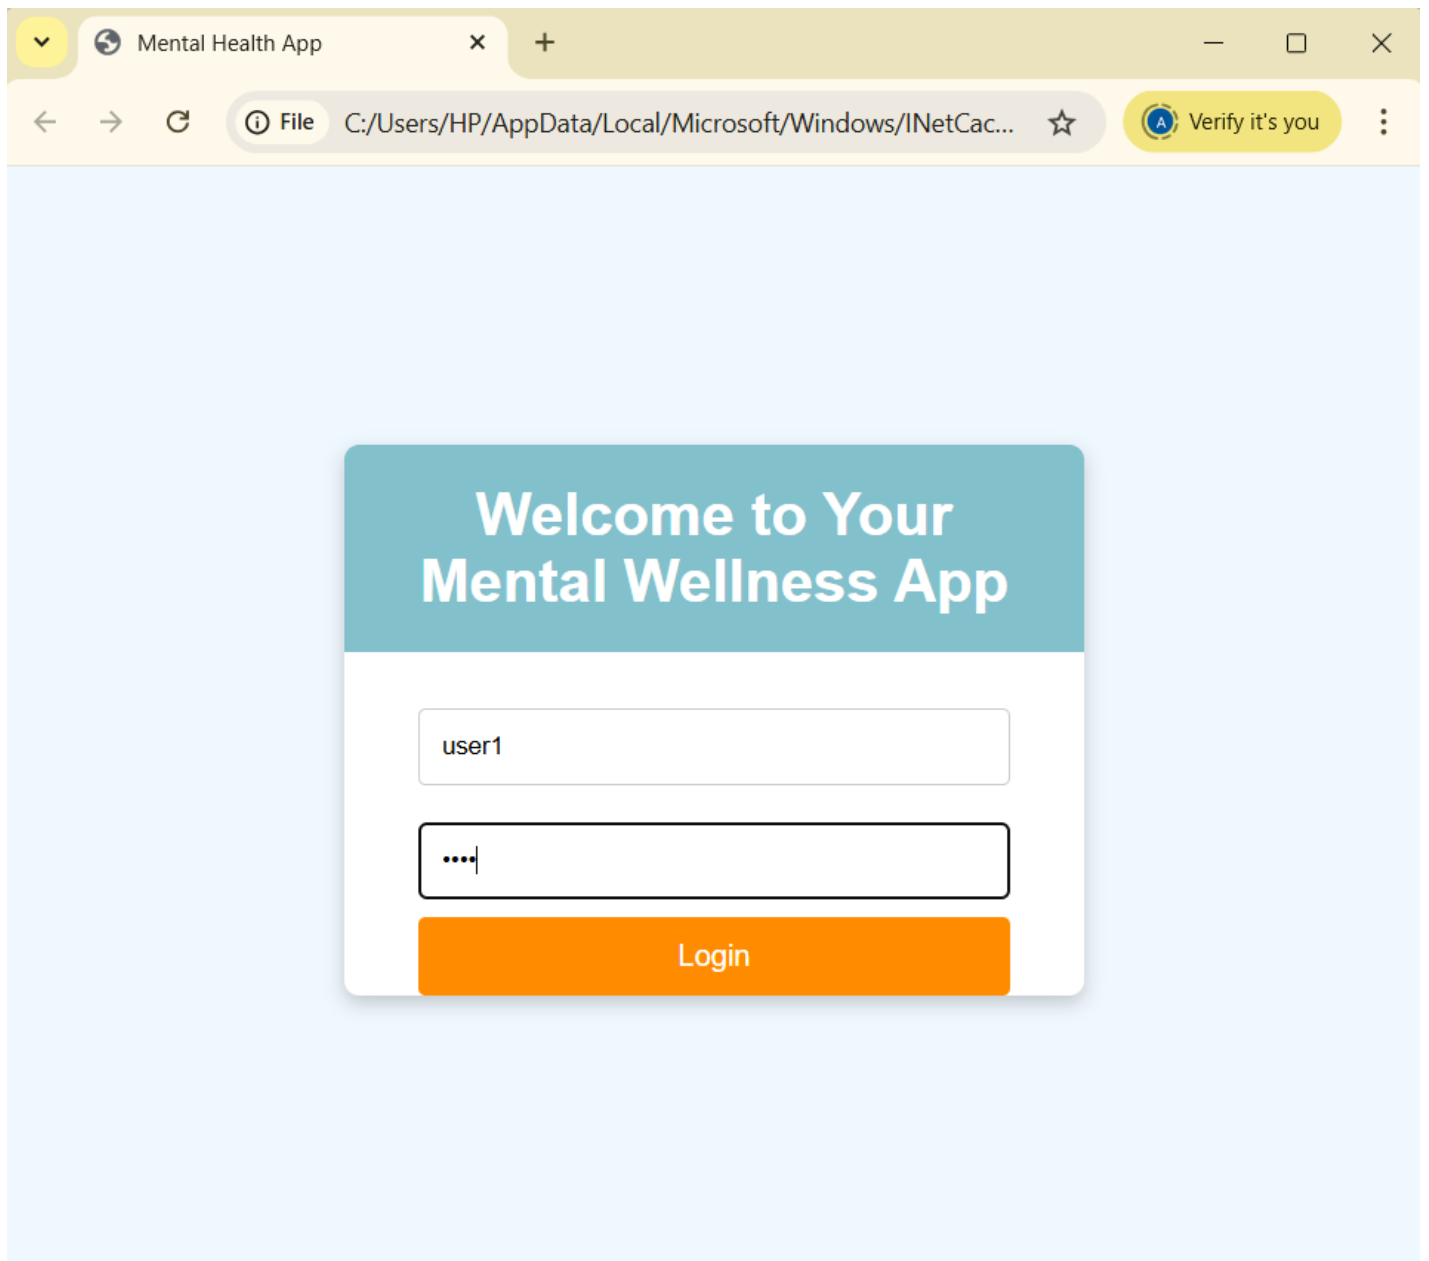 Mental Health App
File
C:/Users/HP/AppData/Local/Microsoft/Windows/INetCac...
A
Verify it's you
Welcome to Your
Mental Wellness App
user1
••••
Login